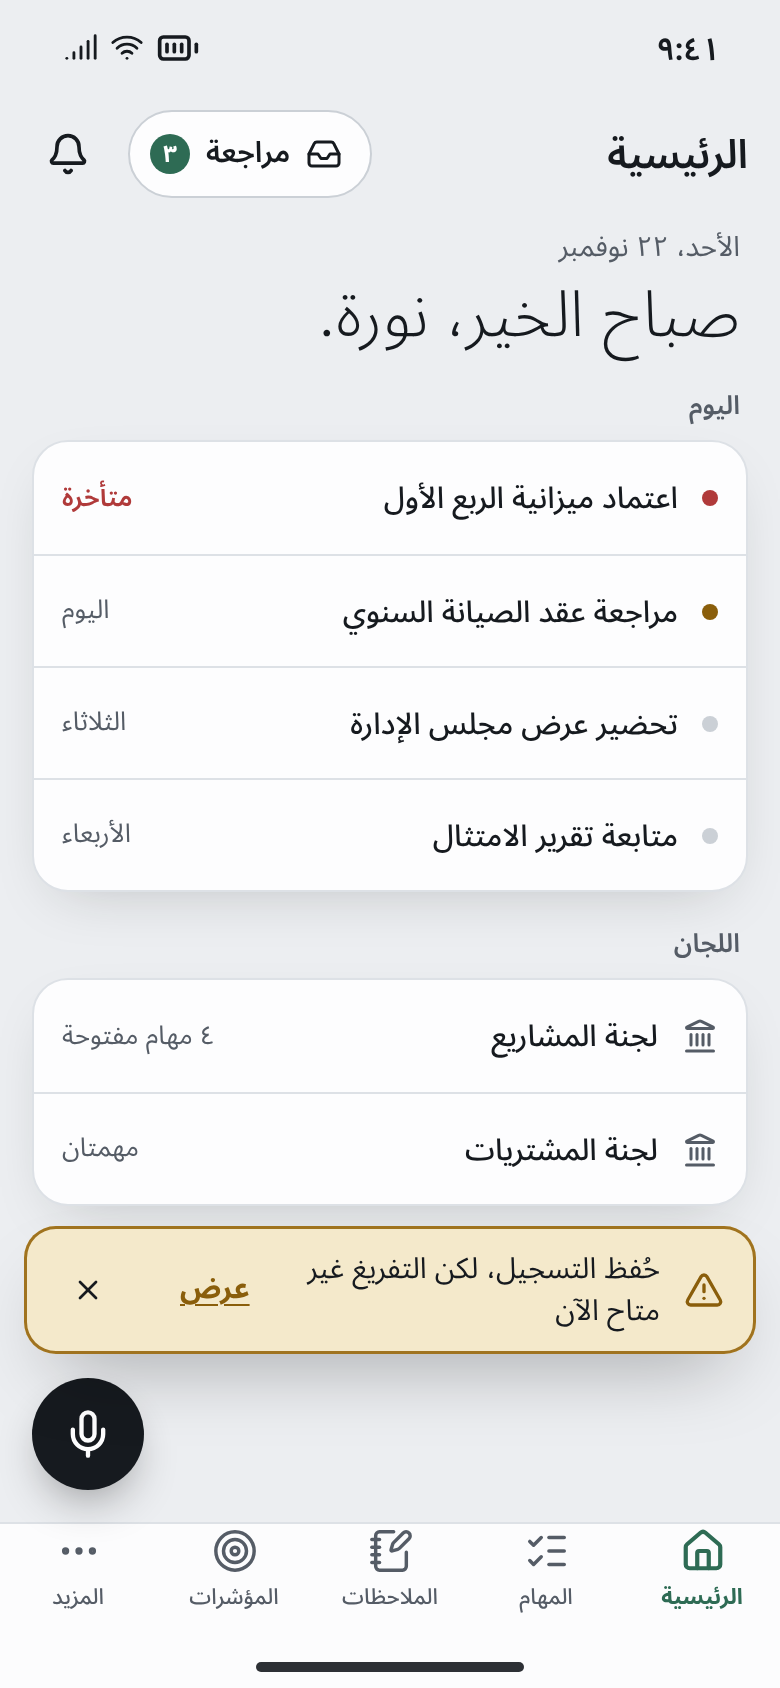 ٩:٤١
الرئيسية
مراجعة ٣
الأحد، ٢٢ نوفمبر
صباح الخير، نورة.
اليوم
اعتماد ميزانية الربع الأول متأخرة
مراجعة عقد الصيانة السنوي اليوم
تحضير عرض مجلس الإدارة الثلاثاء
متابعة تقرير الامتثال الأربعاء
اللجان
لجنة المشاريع ٤ مهام مفتوحة
لجنة المشتريات مهمتان
حُفظ التسجيل، لكن التفريغ غير
متاح الآن
عرض
الرئيسية المهام الملاحظات المؤشرات المزيد